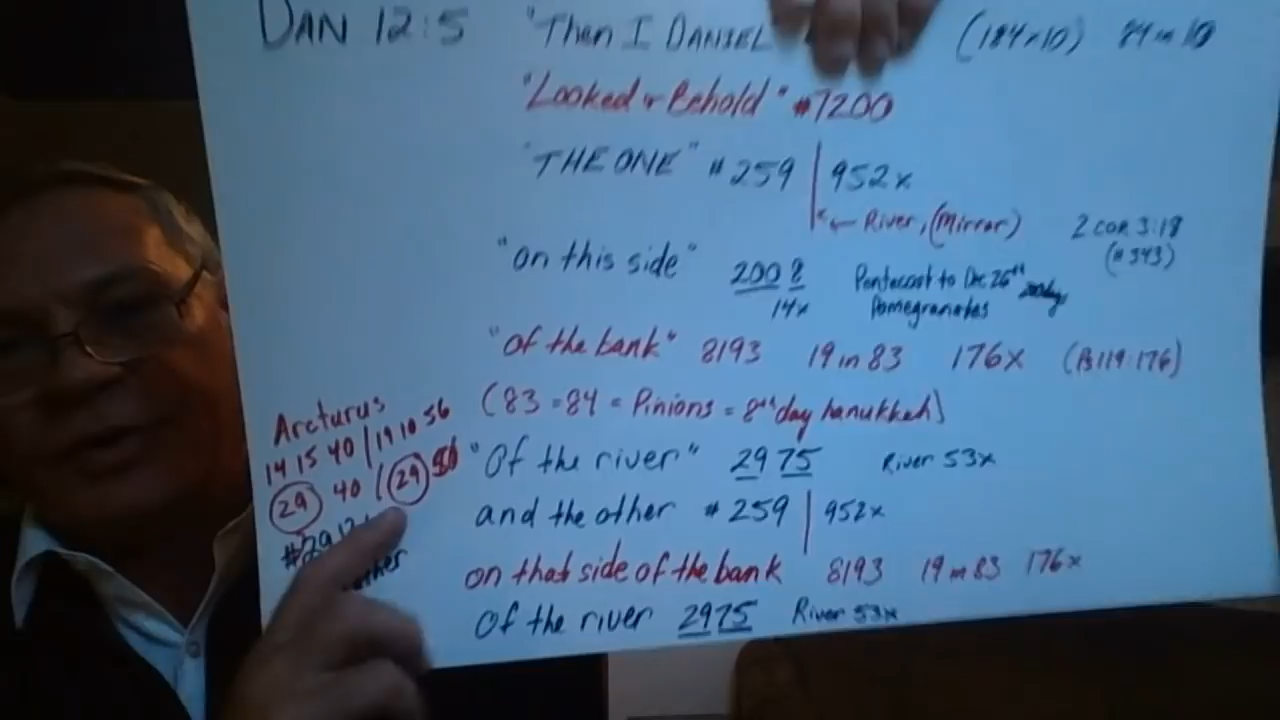 DAN 12:5 "Then I DANIEL (184×10) 84 in 10
"Looked & Behold" #7200
"THE ONE" #259 | 952x
← River, (Mirror) 2 cor 3:18
(#343)
"on this side" 2008
14x
Pentecost to Dec 26th
Pomegranates
"of the bank" 8193 19 in 83 176x (Ps119:176)
(83=84 = Pinions = 8th day hanukkah)
Arcturus
14 15 40 / 19 10 56
29 40 / 29
"Of the river" 2975 River 53x
and the other #259 | 952x
on that side of the bank 8193 19 in 83 176x
Of the river 2975 River 53x